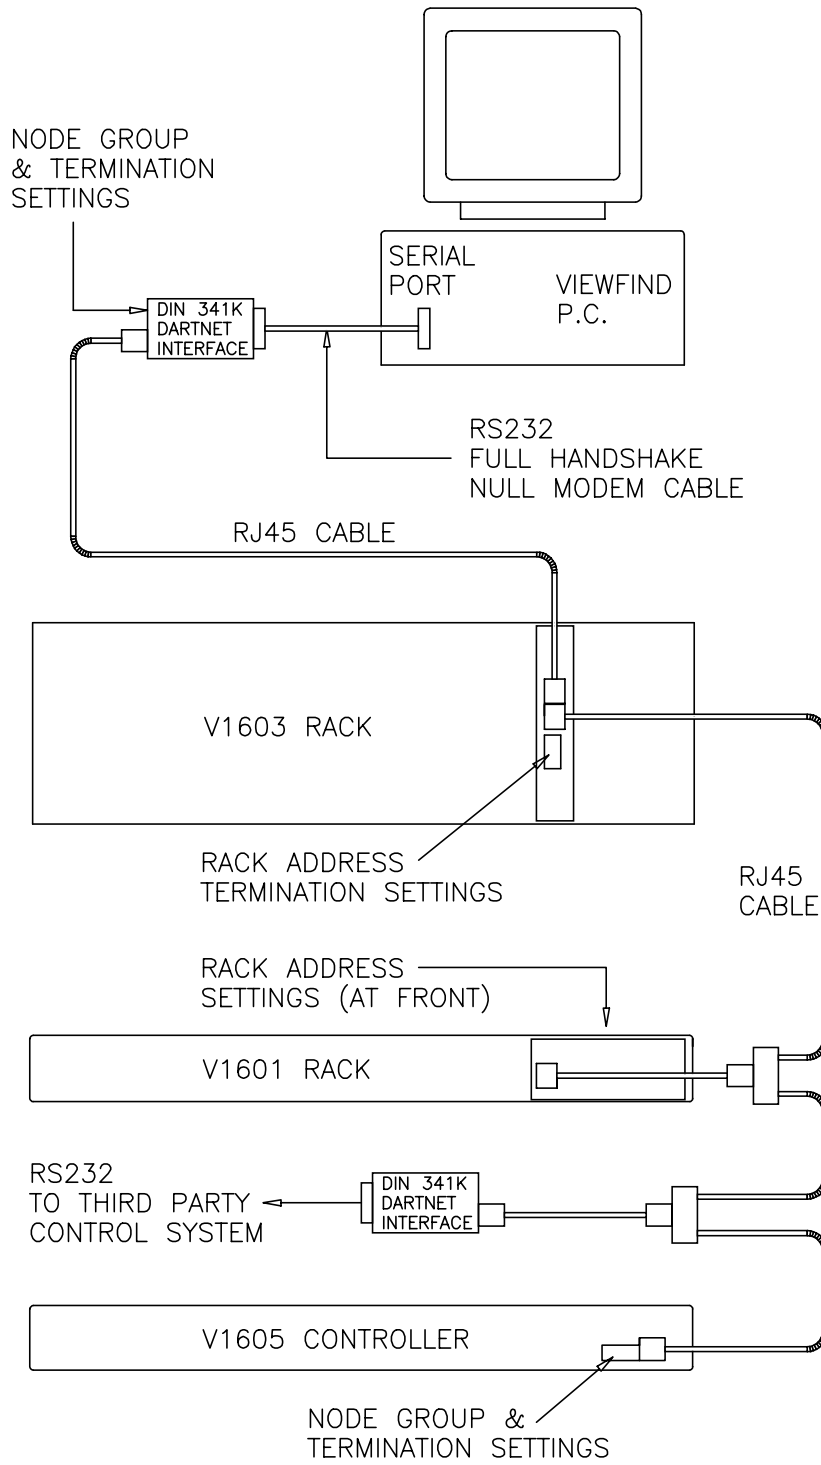 NODE GROUP
& TERMINATION
SETTINGS
SERIAL
PORT
VIEWFIND
P.C.
DIN 341K
DARTNET
INTERFACE
RS232
FULL HANDSHAKE
NULL MODEM CABLE
RJ45 CABLE
V1603 RACK
RACK ADDRESS
TERMINATION SETTINGS
RJ45
CABLE
RACK ADDRESS
SETTINGS (AT FRONT)
V1601 RACK
RS232
TO THIRD PARTY
CONTROL SYSTEM
DIN 341K
DARTNET
INTERFACE
V1605 CONTROLLER
NODE GROUP &
TERMINATION SETTINGS